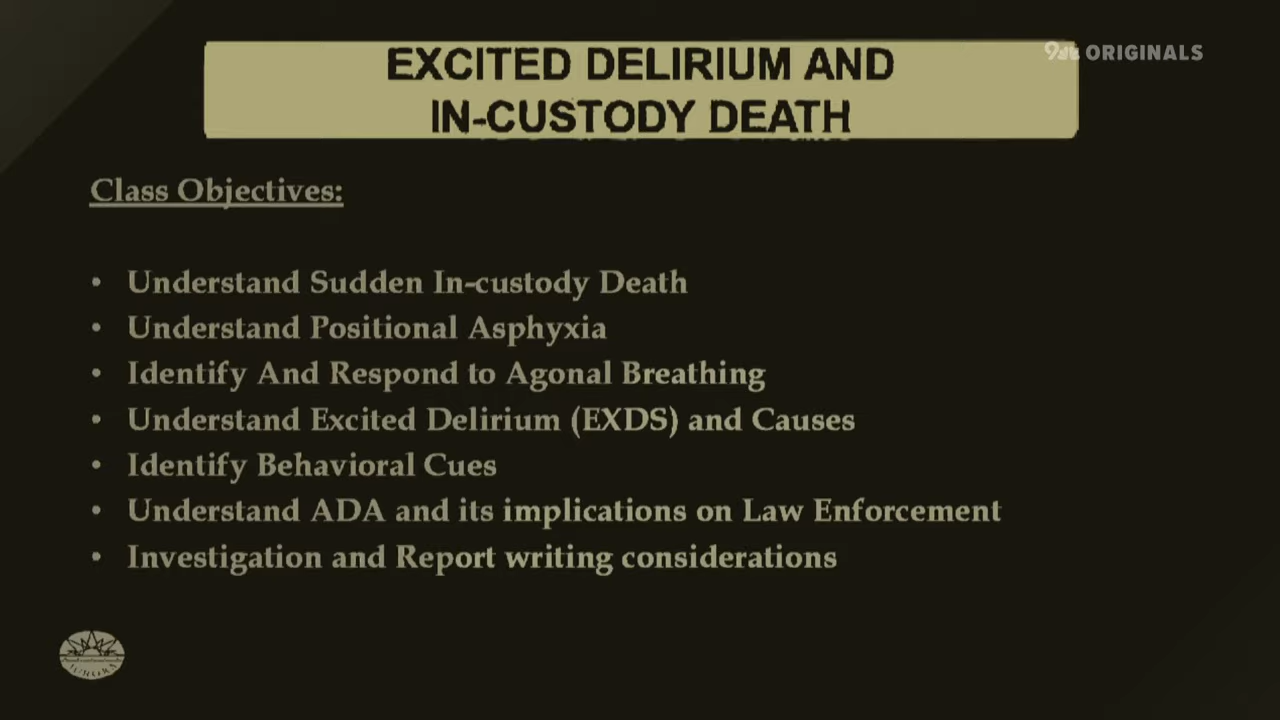 9 ORIGINALS
EXCITED DELIRIUM AND
IN-CUSTODY DEATH
Class Objectives:
• Understand Sudden In-custody Death
• Understand Positional Asphyxia
• Identify And Respond to Agonal Breathing
• Understand Excited Delirium (EXDS) and Causes
• Identify Behavioral Cues
• Understand ADA and its implications on Law Enforcement
• Investigation and Report writing considerations